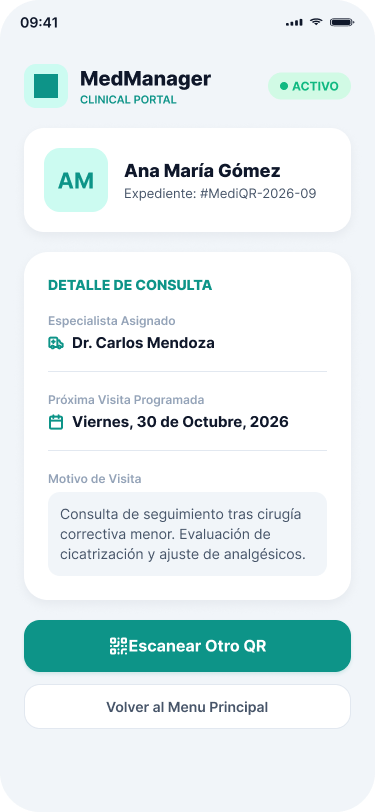 09:41
MedManager
CLINICAL PORTAL
ACTIVO
AM
Ana María Gómez
Expediente: #MediQR-2026-09
DETALLE DE CONSULTA
Especialista Asignado
Dr. Carlos Mendoza
Próxima Visita Programada
Viernes, 30 de Octubre, 2026
Motivo de Visita
Consulta de seguimiento tras cirugía
correctiva menor. Evaluación de
cicatrización y ajuste de analgésicos.
Escanear Otro QR
Volver al Menu Principal